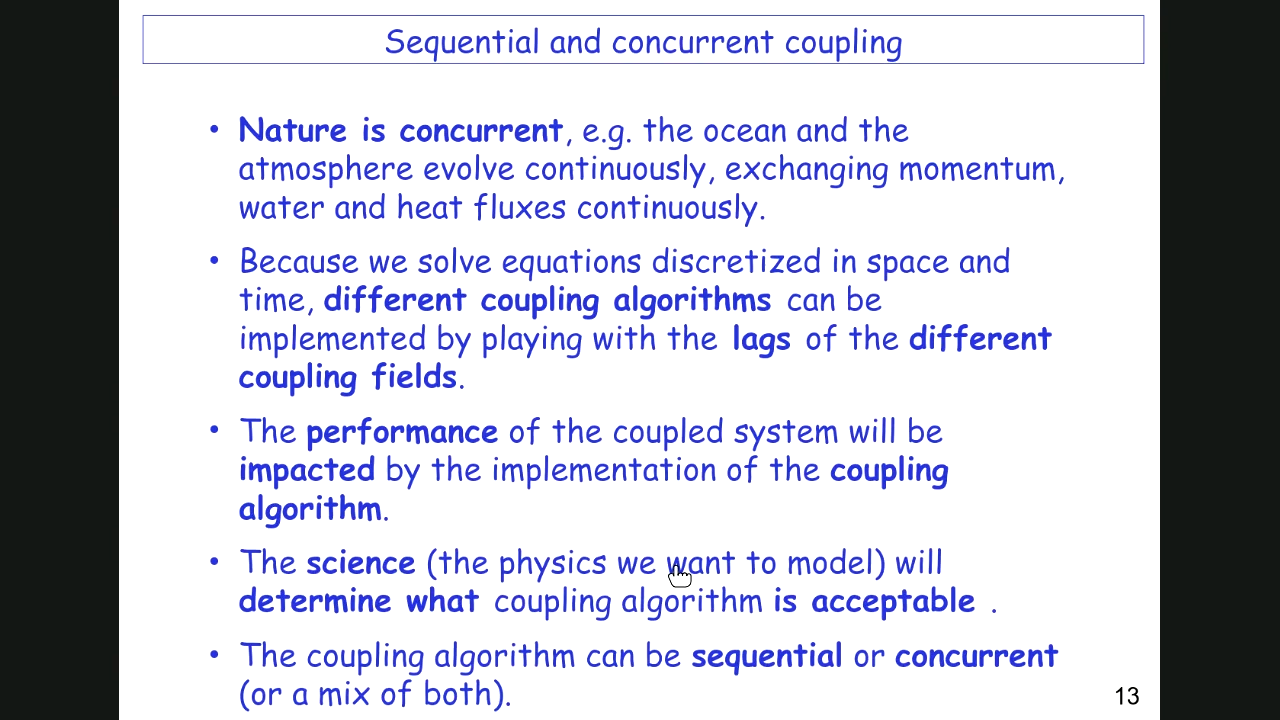 Sequential and concurrent coupling
• Nature is concurrent, e.g. the ocean and the
atmosphere evolve continuously, exchanging momentum,
water and heat fluxes continuously.
• Because we solve equations discretized in space and
time, different coupling algorithms can be
implemented by playing with the lags of the different
coupling fields.
• The performance of the coupled system will be
impacted by the implementation of the coupling
algorithm.
• The science (the physics we want to model) will
determine what coupling algorithm is acceptable .
• The coupling algorithm can be sequential or concurrent
(or a mix of both).
13